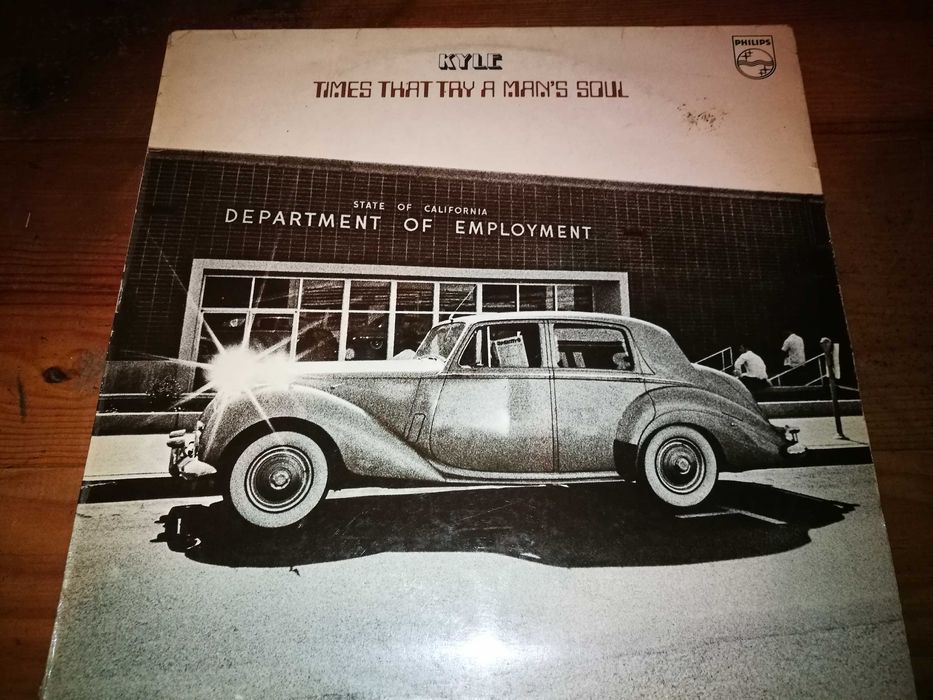 KYLE
PHILIPS
TIMES THAT TRY A MAN'S SOUL
STATE OF CALIFORNIA
DEPARTMENT OF EMPLOYMENT